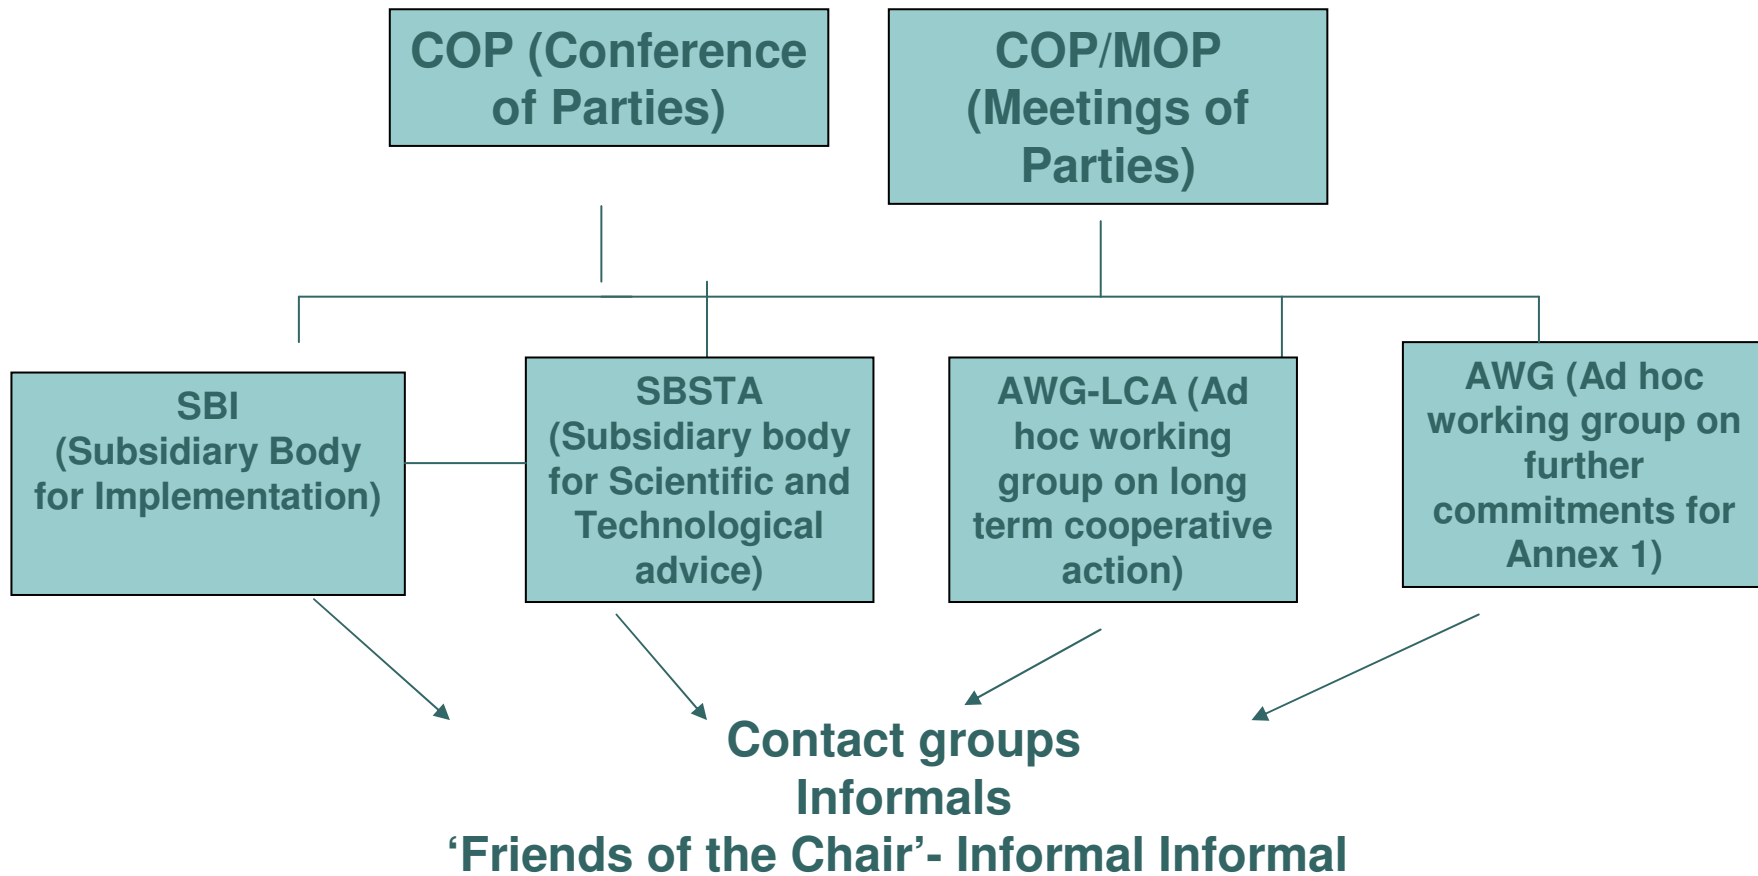 COP (Conference
of Parties)
COP/MOP
(Meetings of
Parties)
SBI
(Subsidiary Body
for Implementation)
SBSTA
(Subsidiary body
for Scientific and
Technological
advice)
AWG-LCA (Ad
hoc working
group on long
term cooperative
action)
AWG (Ad hoc
working group on
further
commitments for
Annex 1)
Contact groups
Informals
‘Friends of the Chair’- Informal Informal